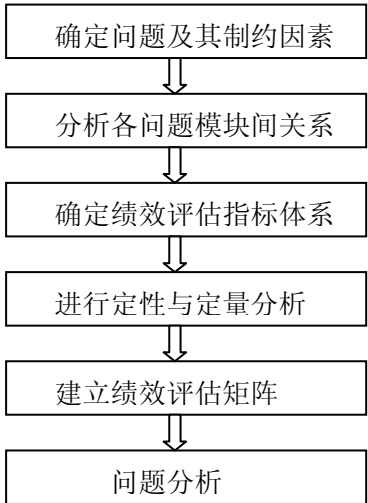 确定问题及其制约因素
分析各问题模块间关系
确定绩效评估指标体系
进行定性与定量分析
建立绩效评估矩阵
问题分析